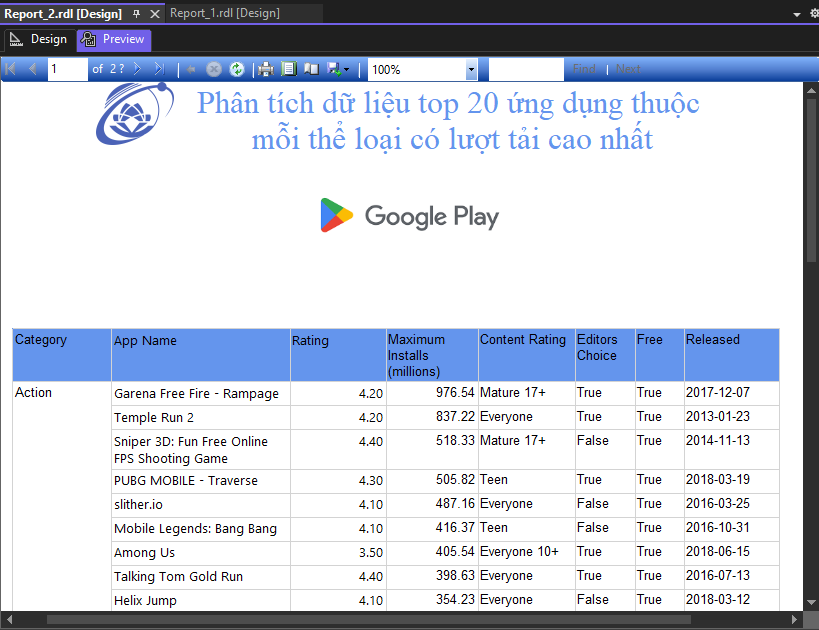 Report_2.rdl [Design] Report_1.rdl [Design]
Design Preview
1 of 2 ? 100% Find | Next
Phân tích dữ liệu top 20 ứng dụng thuộc
mỗi thể loại có lượt tải cao nhất
Google Play
Category App Name Rating Maximum Installs (millions) Content Rating Editors Choice Free Released
Action Garena Free Fire - Rampage 4.20 976.54 Mature 17+ True True 2017-12-07
Temple Run 2 4.20 837.22 Everyone True True 2013-01-23
Sniper 3D: Fun Free Online FPS Shooting Game 4.40 518.33 Mature 17+ False True 2014-11-13
PUBG MOBILE - Traverse 4.30 505.82 Teen True True 2018-03-19
slither.io 4.10 487.16 Everyone False True 2016-03-25
Mobile Legends: Bang Bang 4.10 416.37 Teen False True 2016-10-31
Among Us 3.50 405.54 Everyone 10+ True True 2018-06-15
Talking Tom Gold Run 4.40 398.63 Everyone True True 2016-07-13
Helix Jump 4.10 354.23 Everyone False True 2018-03-12